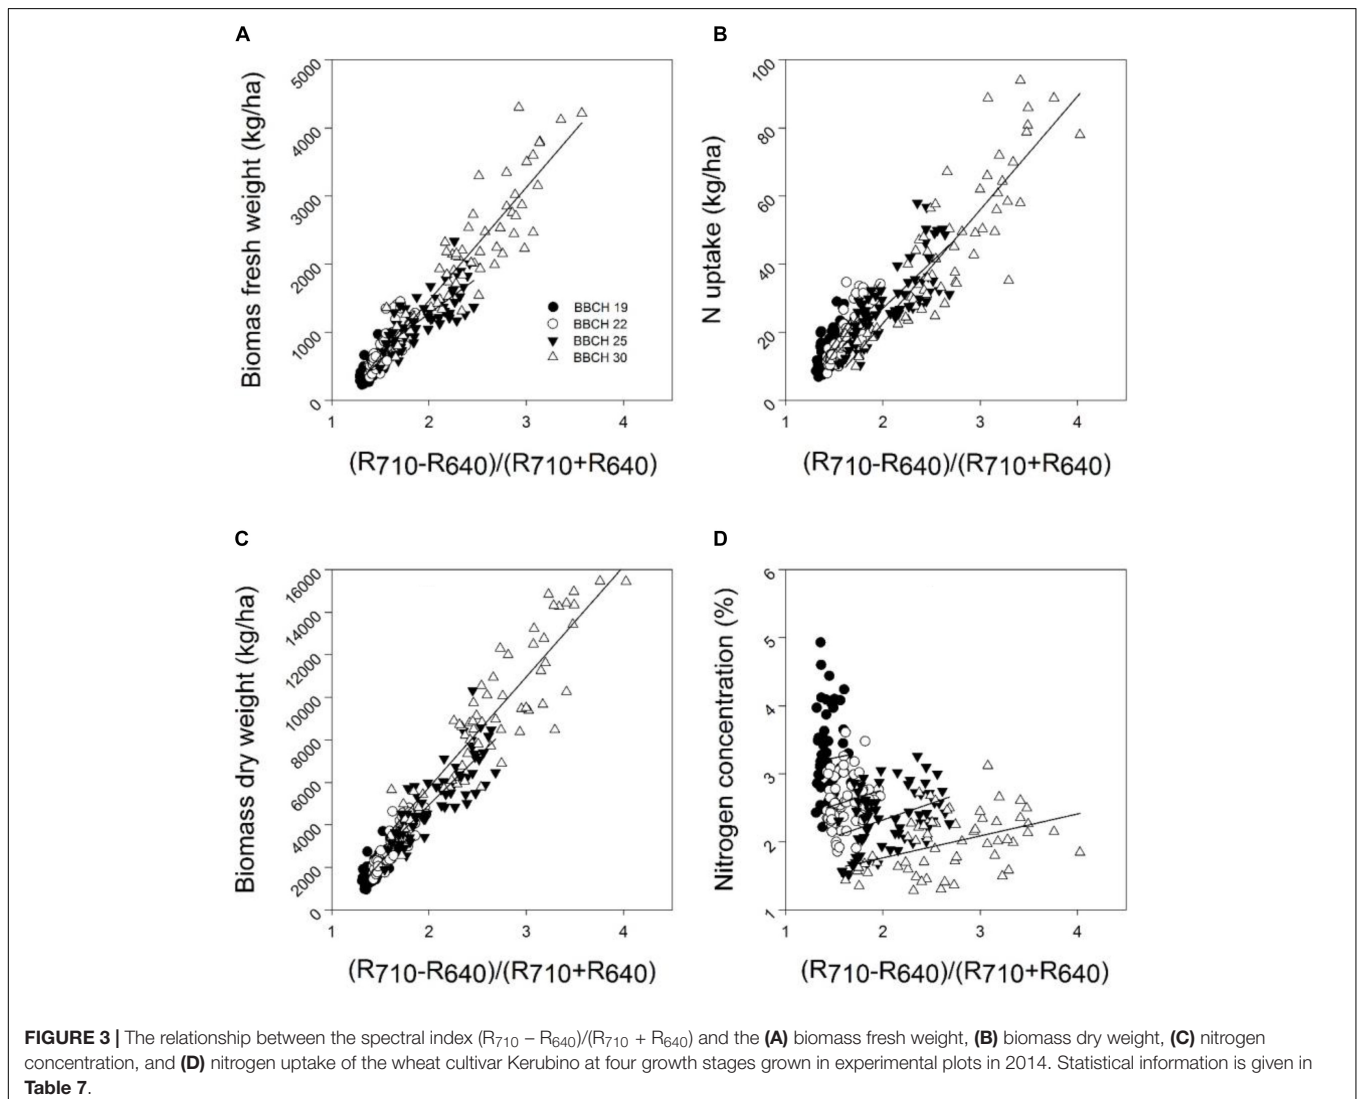 A
Biomas fresh weight (kg/ha)
5000
4000
3000
2000
1000
0
BBCH 19
BBCH 22
BBCH 25
BBCH 30
1 2 3 4
(R710-R640)/(R710+R640)
B
N uptake (kg/ha)
100
80
60
40
20
0
1 2 3 4
(R710-R640)/(R710+R640)
C
Biomass dry weight (kg/ha)
16000
14000
12000
10000
8000
6000
4000
2000
0
1 2 3 4
(R710-R640)/(R710+R640)
D
Nitrogen concentration (%)
6
5
4
3
2
1
1 2 3 4
(R710-R640)/(R710+R640)
FIGURE 3 | The relationship between the spectral index (R710 − R640)/(R710 + R640) and the (A) biomass fresh weight, (B) biomass dry weight, (C) nitrogen
concentration, and (D) nitrogen uptake of the wheat cultivar Kerubino at four growth stages grown in experimental plots in 2014. Statistical information is given in
Table 7.